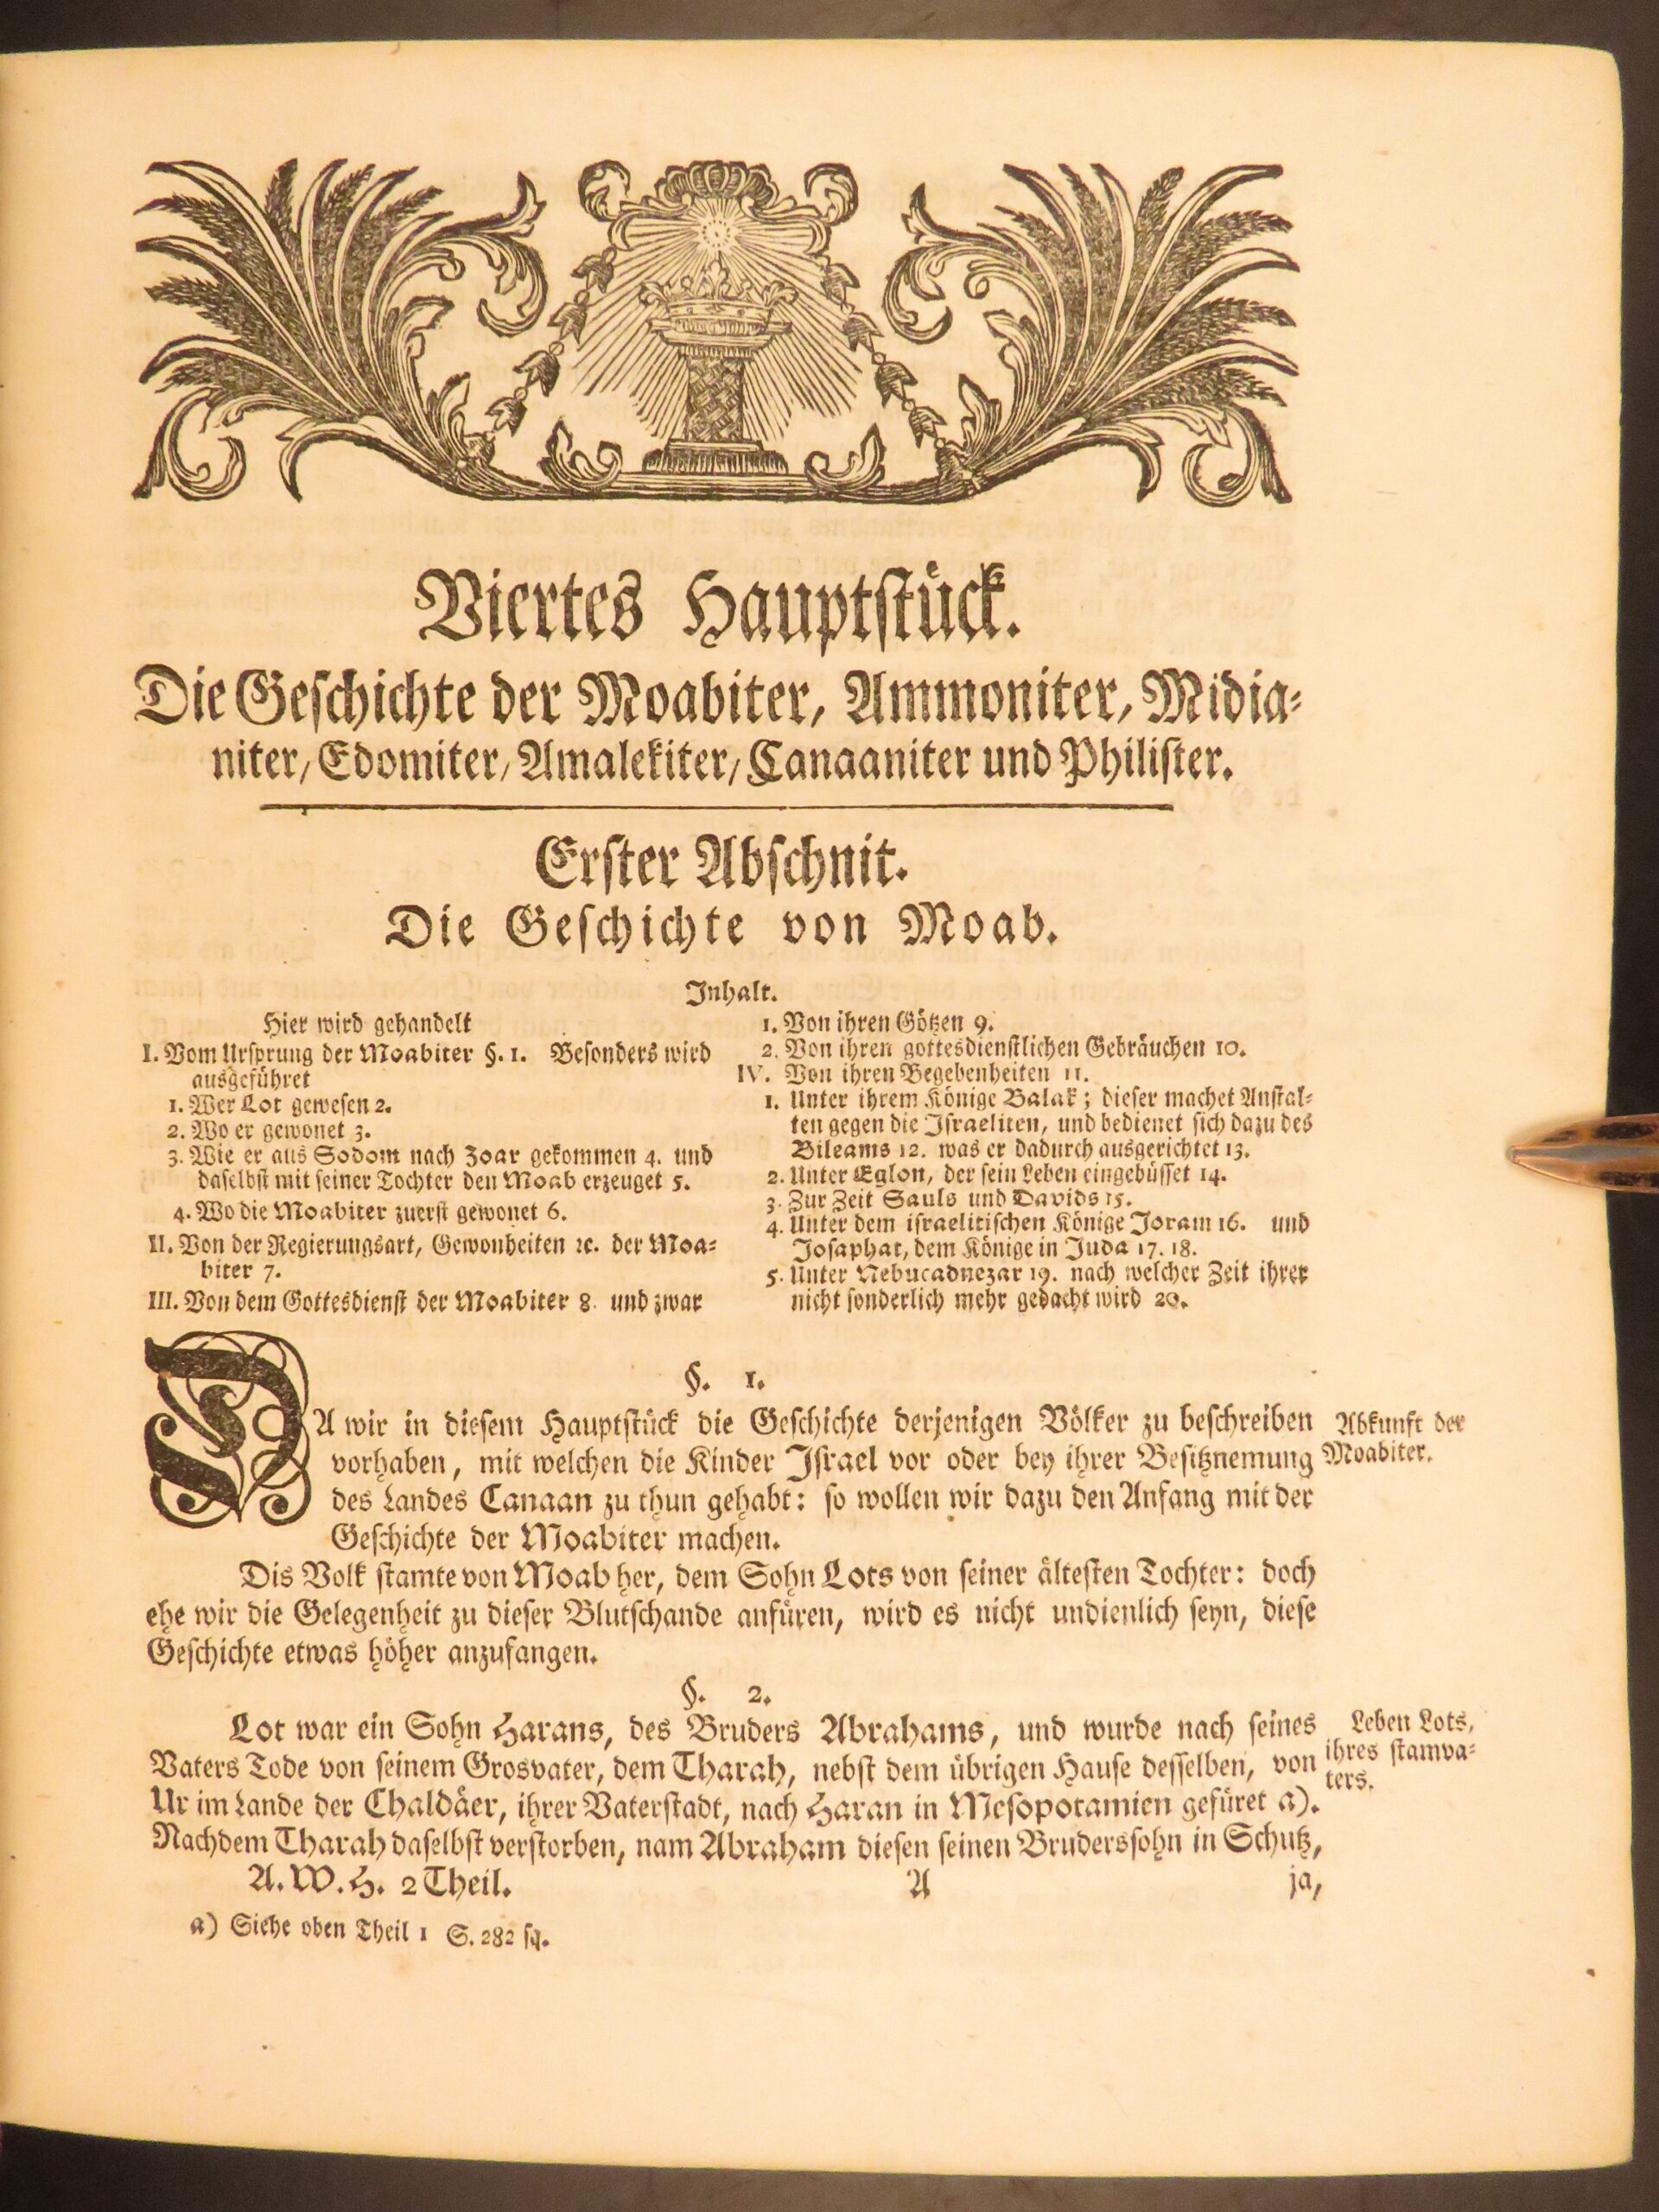 Viertes Hauptſtück.
Die Geſchichte der Moabiter, Ammoniter, Midia-
niter, Edomiter, Amalekiter, Canaaniter und Philiſter.
Erſter Abſchnit.
Die Geſchichte von Moab.
Inhalt.
Hier wird gehandelt
I. Vom Urſprung der Moabiter §. 1. Beſonders wird
ausgeführet
1. Wer Lot geweſen 2.
2. Wo er gewonet 3.
3. Wie er aus Sodom nach Zoar gekommen 4. und
daſelbſt mit ſeiner Tochter den Moab erzeuget 5.
4. Wo die Moabiter zuerſt gewonet 6.
II. Von der Regierungsart, Gewonheiten ꝛc. der Moa-
biter 7.
III. Von dem Gottesdienſt der Moabiter 8. und zwar
1. Von ihren Götzen 9.
2. Von ihren gottesdienſtlichen Gebräuchen 10.
IV. Von ihren Begebenheiten 11.
1. Unter ihrem Könige Balak; dieſer machet Anſtal-
ten gegen die Iſraeliten, und bedienet ſich dazu des
Bileams 12. was er dadurch ausgerichtet 13.
2. Unter Eglon, der ſein Leben eingebüſſet 14.
3. Zur Zeit Sauls und Davids 15.
4. Unter dem iſraelitiſchen Könige Joram 16. und
Joſaphat, dem Könige in Juda 17. 18.
5. Unter Nebucadnezar 19. nach welcher Zeit ihrer
nicht ſonderlich mehr gedacht wird 20.
§. 1.
DA wir in dieſem Hauptſtück die Geſchichte derjenigen Völker zu beſchreiben
vorhaben, mit welchen die Kinder Iſrael vor oder bey ihrer Beſitznemung
des Landes Canaan zu thun gehabt: ſo wollen wir dazu den Anfang mit der
Geſchichte der Moabiter machen.
Abkunft der
Moabiter.
Dis Volk ſtamte von Moab her, dem Sohn Lots von ſeiner älteſten Tochter: doch
ehe wir die Gelegenheit zu dieſer Blutſchande anfüren, wird es nicht undienlich ſeyn, dieſe
Geſchichte etwas höher anzufangen.
§. 2.
Lot war ein Sohn Harans, des Bruders Abrahams, und wurde nach ſeines
Vaters Tode von ſeinem Grosvater, dem Tharah, nebſt dem übrigen Hauſe deſſelben, von
Ur im Lande der Chaldäer, ihrer Vaterſtadt, nach Haran in Meſopotamien gefüret a).
Nachdem Tharah daſelbſt verſtorben, nam Abraham dieſen ſeinen Brudersſohn in Schutz,
Leben Lots,
ihres ſtamva-
ters.
A. W. H. 2 Theil. A ja,
a) Siehe oben Theil 1 S. 282 ſq.